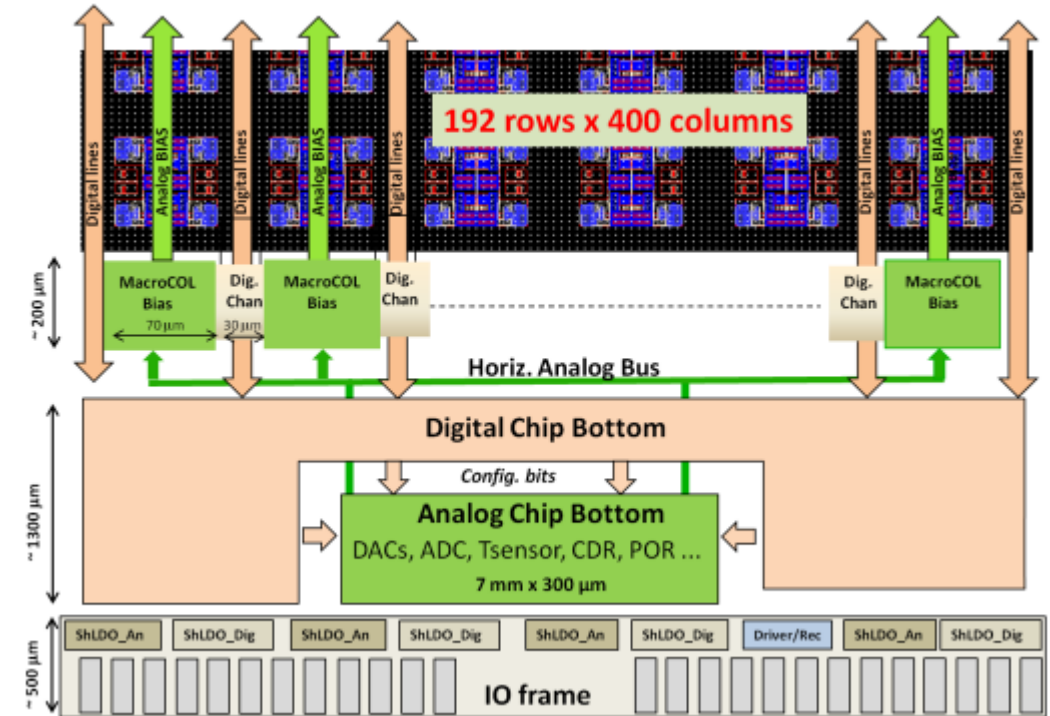 Digital lines
Analog BIAS
Digital lines
Analog BIAS
Digital lines
192 rows x 400 columns
Digital lines
Analog BIAS
Digital lines
~ 200 µm
MacroCOL
Bias
70 µm
Dig.
Chan
30 µm
MacroCOL
Bias
Dig.
Chan
Dig.
Chan
MacroCOL
Bias
Horiz. Analog Bus
~ 1300 µm
Digital Chip Bottom
Config. bits
Analog Chip Bottom
DACs, ADC, Tsensor, CDR, POR ...
7 mm x 300 µm
~ 500 µm
ShLDO_An
ShLDO_Dig
ShLDO_An
ShLDO_Dig
ShLDO_An
ShLDO_Dig
Driver/Rec
ShLDO_An
ShLDO_Dig
IO frame